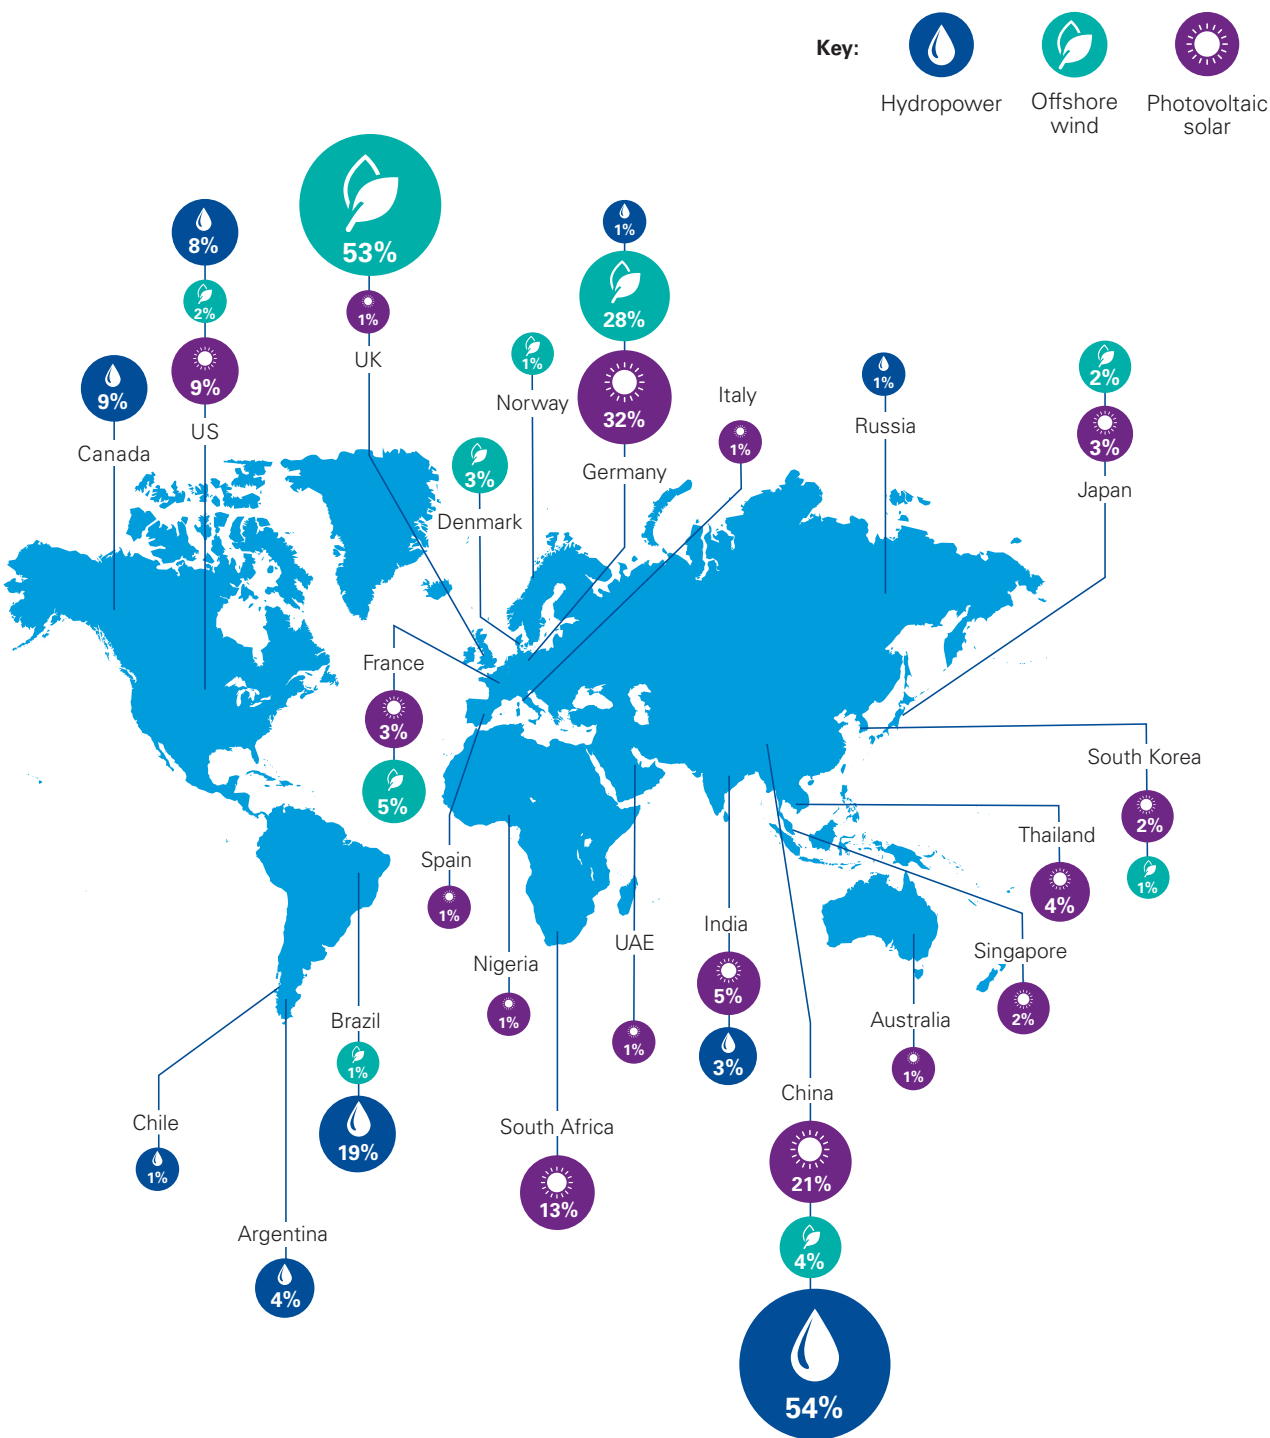 Key:
Hydropower
Offshore
wind
Photovoltaic
solar
8%
2%
9%
US
53%
1%
UK
1%
28%
32%
Germany
1%
Norway
Italy
1%
1%
Russia
2%
3%
Japan
9%
Canada
3%
Denmark
France
3%
5%
Spain
1%
Nigeria
1%
UAE
1%
India
5%
3%
South Korea
2%
1%
Thailand
4%
Singapore
2%
Australia
1%
Brazil
1%
19%
Chile
1%
Argentina
4%
South Africa
13%
China
21%
4%
54%